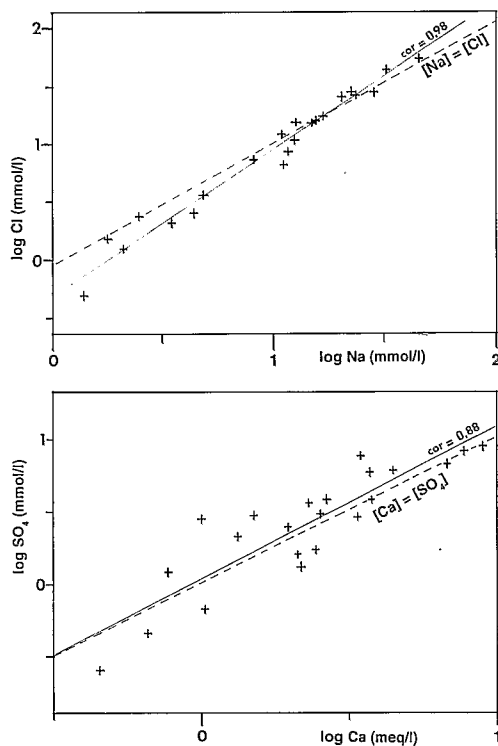 2
cor = 0.98
[Na] = [Cl]
log Cl (mmol/l)
1
0
0
1
2
log Na (mmol/l)
cor = 0.88
1
[Ca] = [SO₄]
log SO₄ (mmol/l)
0
0
1
log Ca (meq/l)